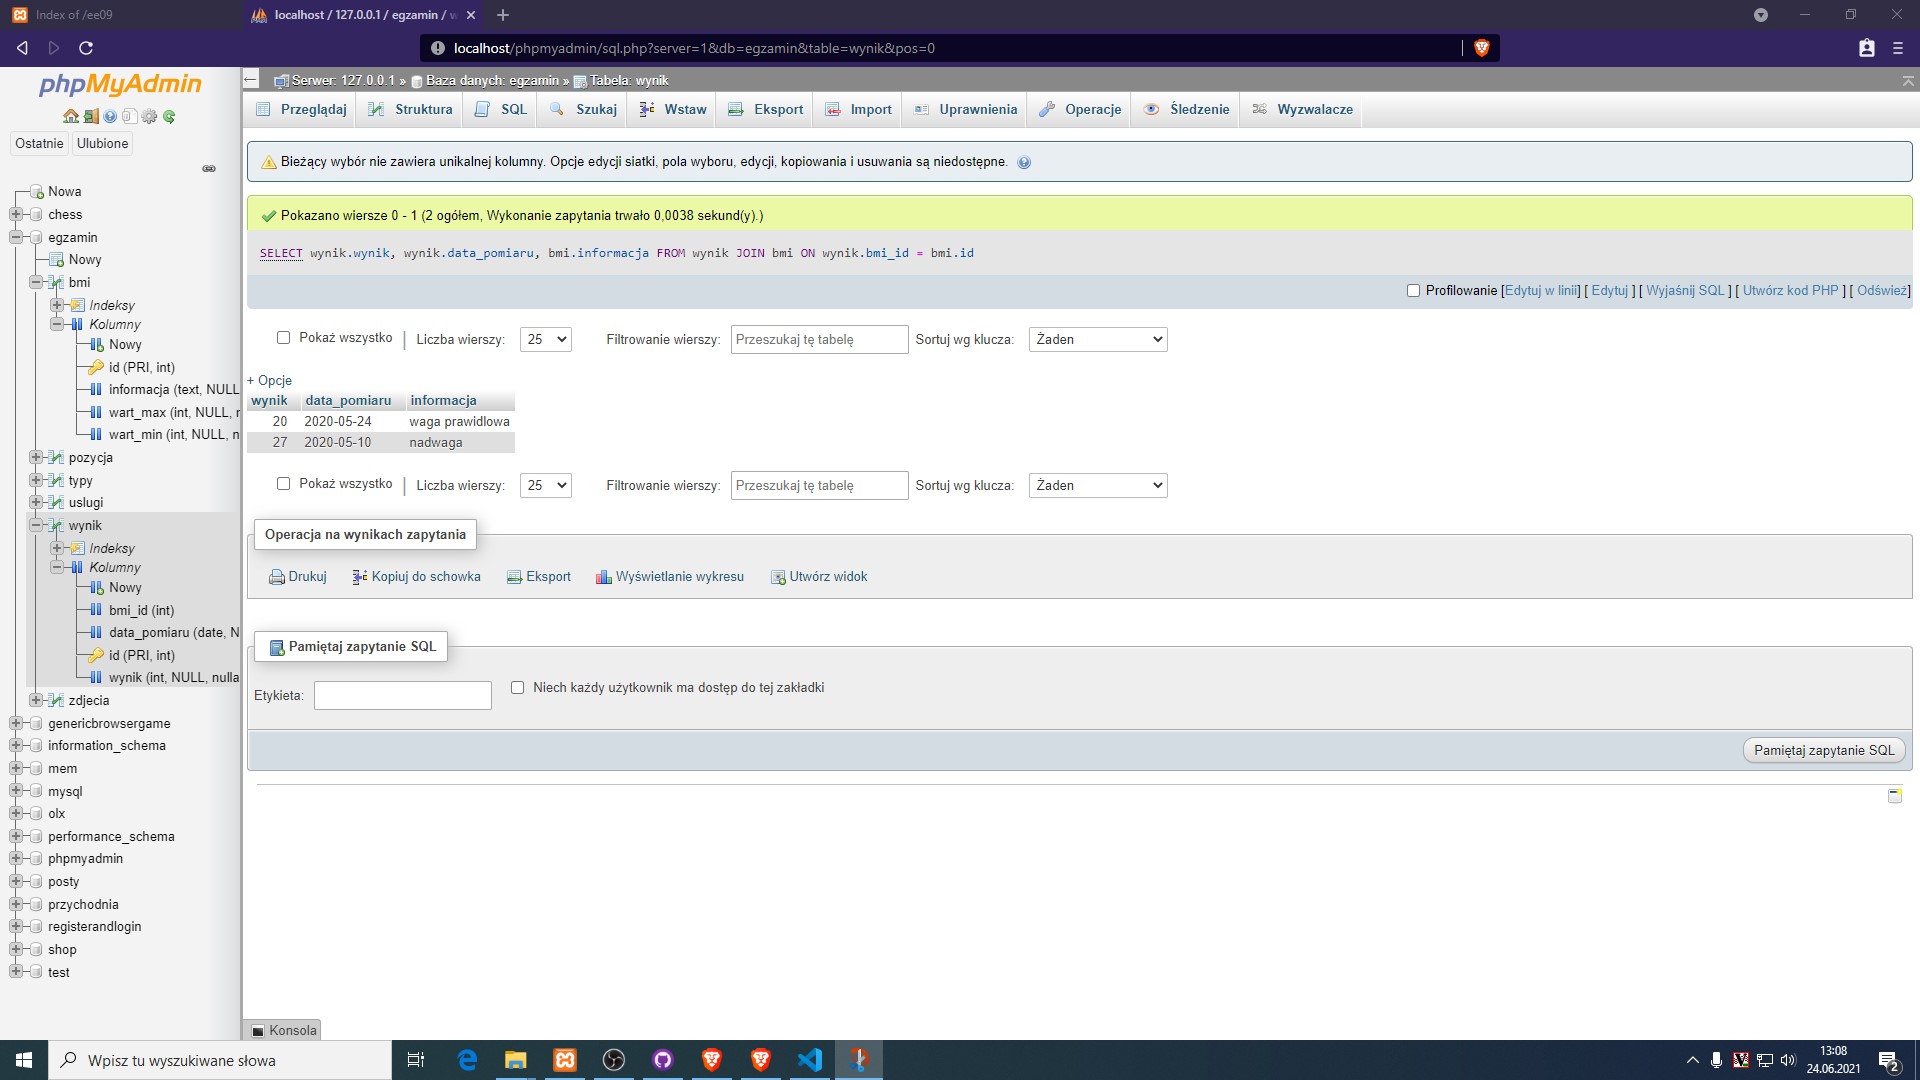 Index of /ee09
localhost / 127.0.0.1 / egzamin / w
localhost/phpmyadmin/sql.php?server=1&db=egzamin&table=wynik&pos=0
phpMyAdmin
Ostatnie Ulubione
Nowa
chess
egzamin
Nowy
bmi
Indeksy
Kolumny
Nowy
id (PRI, int)
informacja (text, NULL
wart_max (int, NULL, r
wart_min (int, NULL, n
pozycja
typy
uslugi
wynik
Indeksy
Kolumny
Nowy
bmi_id (int)
data_pomiaru (date, N
id (PRI, int)
wynik (int, NULL, nulla
zdjecia
genericbrowsergame
information_schema
mem
mysql
olx
performance_schema
phpmyadmin
posty
przychodnia
registerandlogin
shop
test
Serwer: 127.0.0.1 » Baza danych: egzamin » Tabela: wynik
Przeglądaj Struktura SQL Szukaj Wstaw Eksport Import Uprawnienia Operacje Śledzenie Wyzwalacze
Bieżący wybór nie zawiera unikalnej kolumny. Opcje edycji siatki, pola wyboru, edycji, kopiowania i usuwania są niedostępne.
Pokazano wiersze 0 - 1 (2 ogółem, Wykonanie zapytania trwało 0,0038 sekund(y).)
SELECT wynik.wynik, wynik.data_pomiaru, bmi.informacja FROM wynik JOIN bmi ON wynik.bmi_id = bmi.id
Profilowanie [Edytuj w linii] [ Edytuj ] [ Wyjaśnij SQL ] [ Utwórz kod PHP ] [ Odśwież]
Pokaż wszystko | Liczba wierszy: 25 Filtrowanie wierszy: Przeszukaj tę tabelę Sortuj wg klucza: Żaden
+ Opcje
wynik data_pomiaru informacja
20 2020-05-24 waga prawidlowa
27 2020-05-10 nadwaga
Pokaż wszystko | Liczba wierszy: 25 Filtrowanie wierszy: Przeszukaj tę tabelę Sortuj wg klucza: Żaden
Operacja na wynikach zapytania
Drukuj Kopiuj do schowka Eksport Wyświetlanie wykresu Utwórz widok
Pamiętaj zapytanie SQL
Etykieta: Niech każdy użytkownik ma dostęp do tej zakładki
Pamiętaj zapytanie SQL
Konsola
Wpisz tu wyszukiwane słowa
13:08
24.06.2021
2